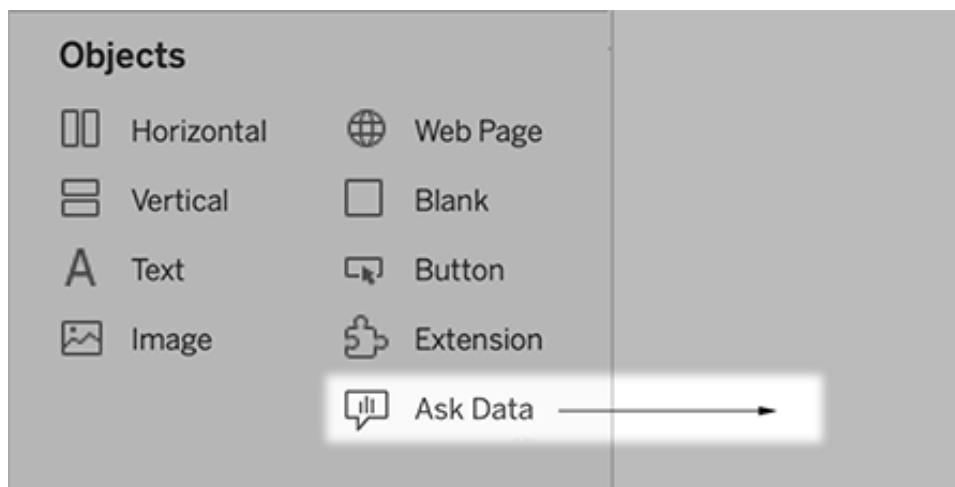 Objects
Horizontal
Web Page
Vertical
Blank
Text
Button
Image
Extension
Ask Data